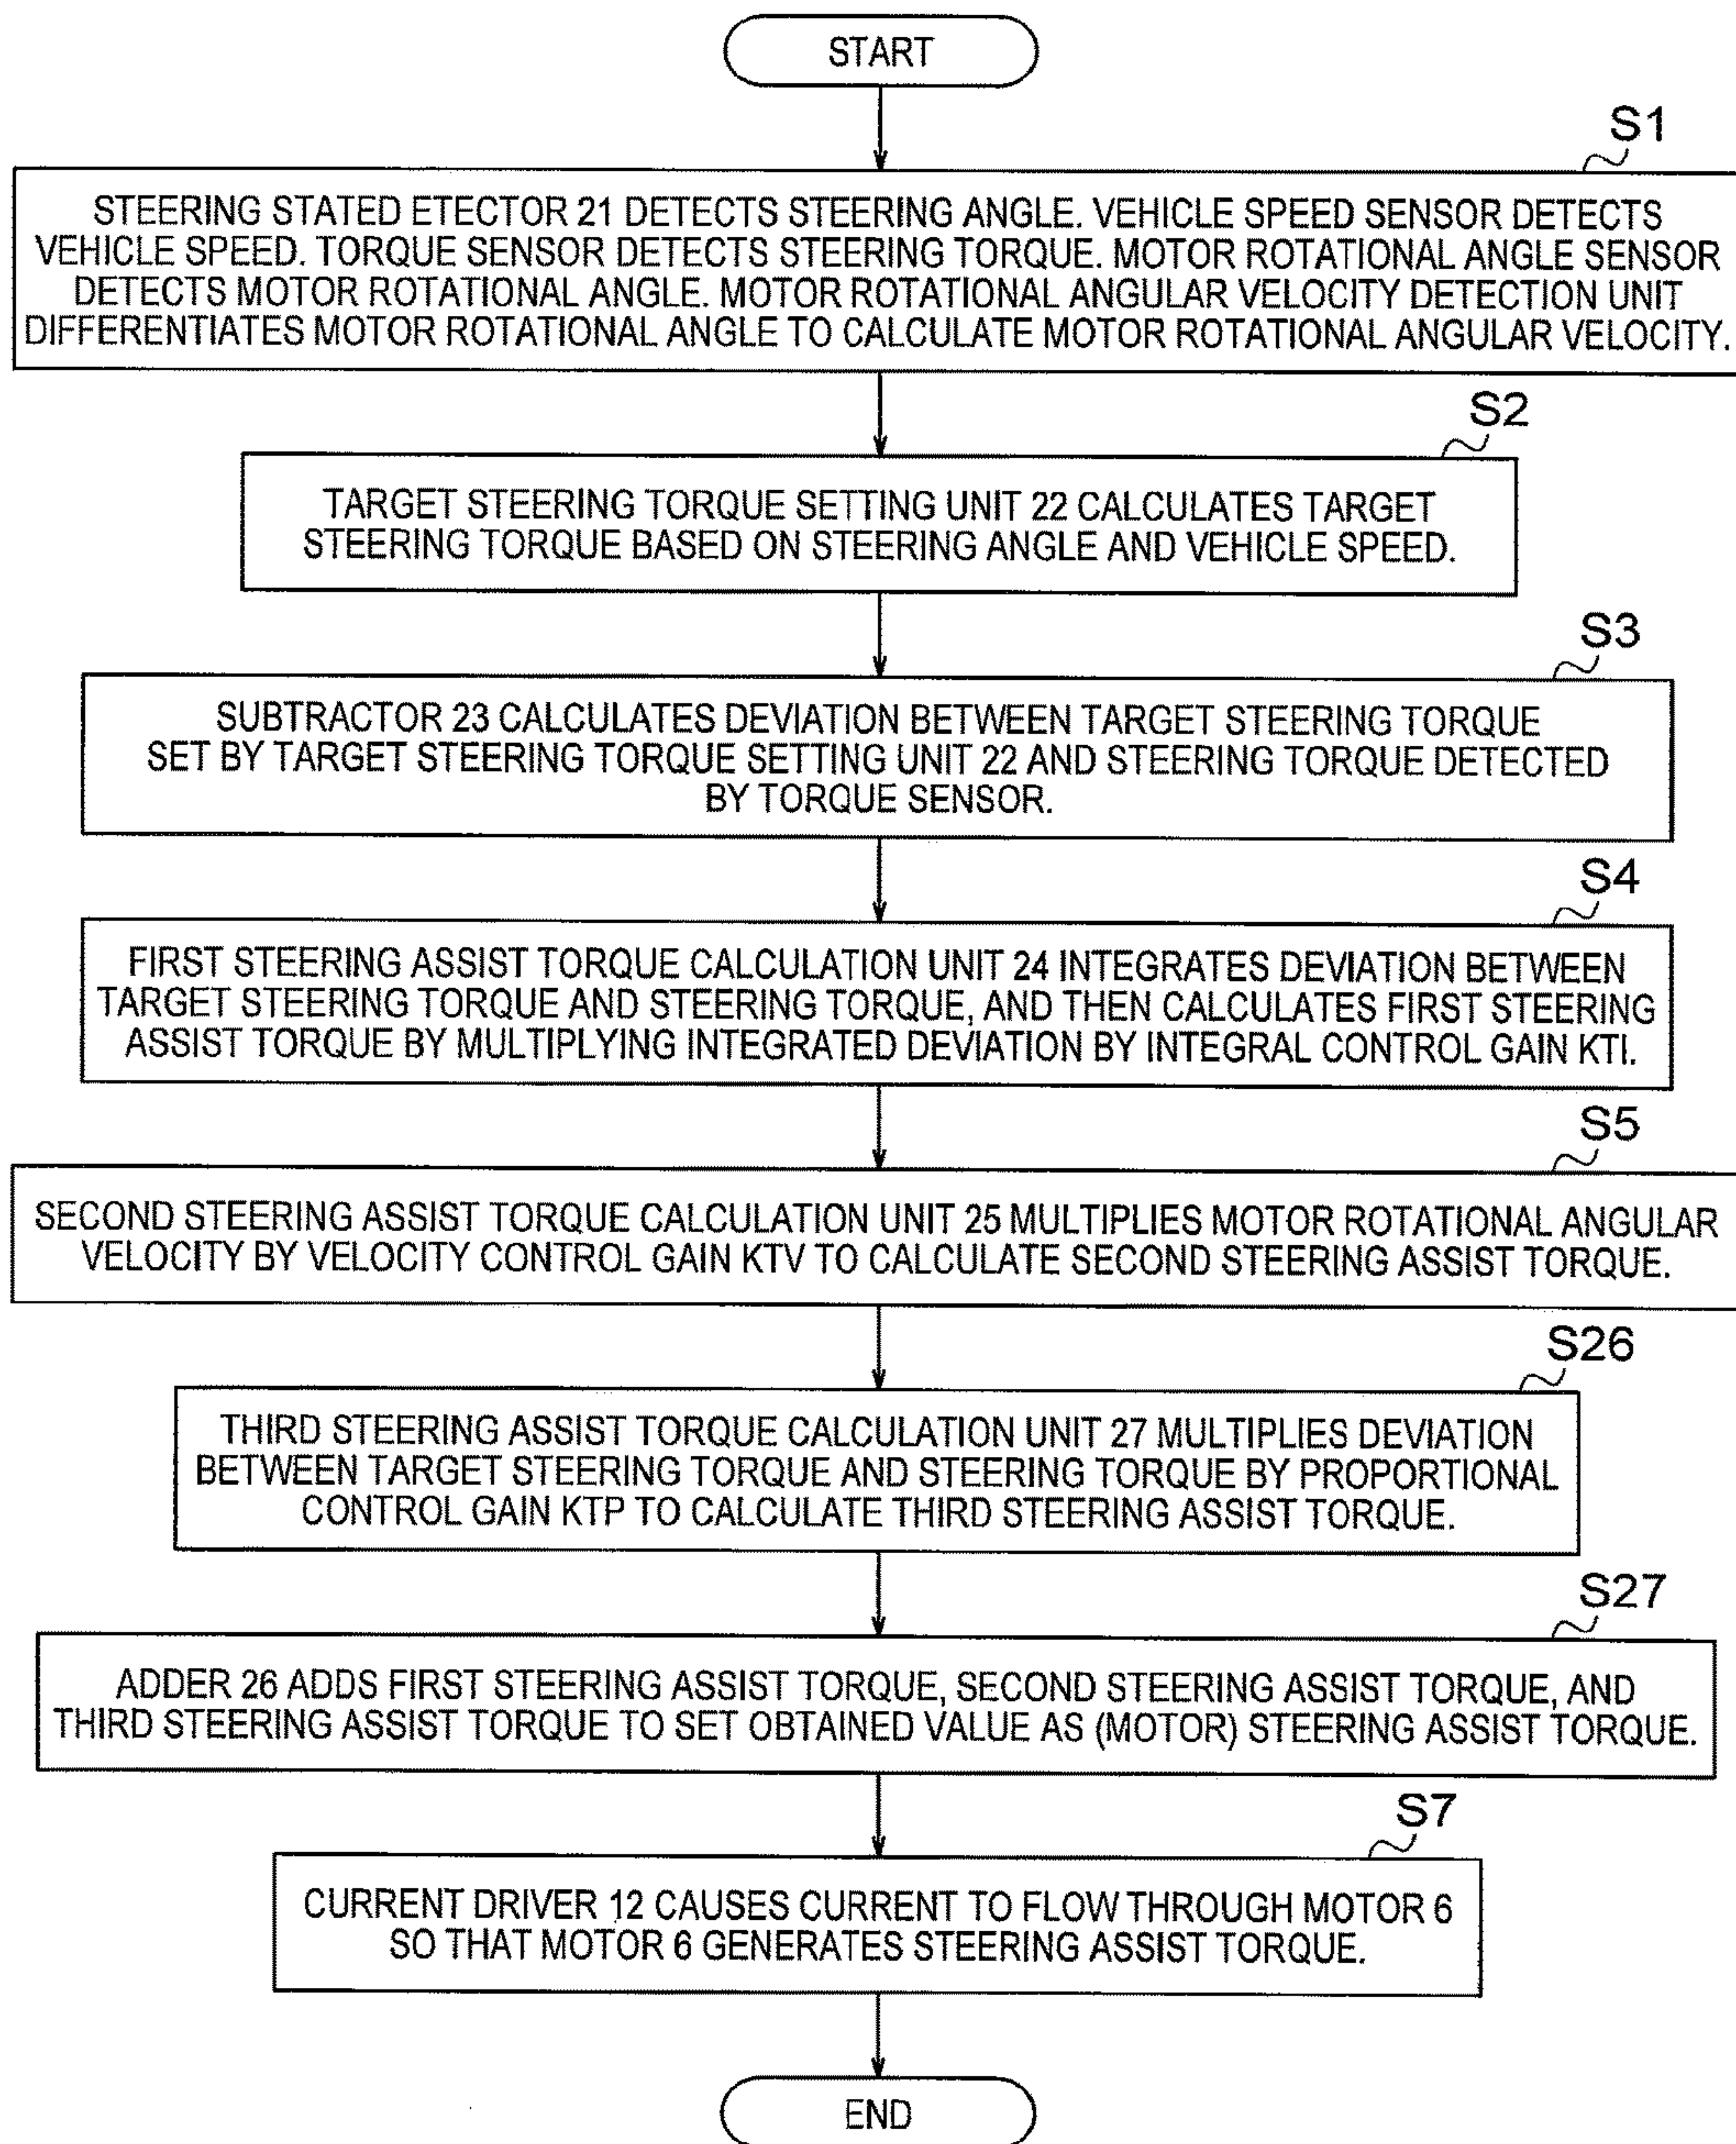 START
S1
STEERING STATED ETECTOR 21 DETECTS STEERING ANGLE. VEHICLE SPEED SENSOR DETECTS
VEHICLE SPEED. TORQUE SENSOR DETECTS STEERING TORQUE. MOTOR ROTATIONAL ANGLE SENSOR
DETECTS MOTOR ROTATIONAL ANGLE. MOTOR ROTATIONAL ANGULAR VELOCITY DETECTION UNIT
DIFFERENTIATES MOTOR ROTATIONAL ANGLE TO CALCULATE MOTOR ROTATIONAL ANGULAR VELOCITY.
S2
TARGET STEERING TORQUE SETTING UNIT 22 CALCULATES TARGET
STEERING TORQUE BASED ON STEERING ANGLE AND VEHICLE SPEED.
S3
SUBTRACTOR 23 CALCULATES DEVIATION BETWEEN TARGET STEERING TORQUE
SET BY TARGET STEERING TORQUE SETTING UNIT 22 AND STEERING TORQUE DETECTED
BY TORQUE SENSOR.
S4
FIRST STEERING ASSIST TORQUE CALCULATION UNIT 24 INTEGRATES DEVIATION BETWEEN
TARGET STEERING TORQUE AND STEERING TORQUE, AND THEN CALCULATES FIRST STEERING
ASSIST TORQUE BY MULTIPLYING INTEGRATED DEVIATION BY INTEGRAL CONTROL GAIN KTI.
S5
SECOND STEERING ASSIST TORQUE CALCULATION UNIT 25 MULTIPLIES MOTOR ROTATIONAL ANGULAR
VELOCITY BY VELOCITY CONTROL GAIN KTV TO CALCULATE SECOND STEERING ASSIST TORQUE.
S26
THIRD STEERING ASSIST TORQUE CALCULATION UNIT 27 MULTIPLIES DEVIATION
BETWEEN TARGET STEERING TORQUE AND STEERING TORQUE BY PROPORTIONAL
CONTROL GAIN KTP TO CALCULATE THIRD STEERING ASSIST TORQUE.
S27
ADDER 26 ADDS FIRST STEERING ASSIST TORQUE, SECOND STEERING ASSIST TORQUE, AND
THIRD STEERING ASSIST TORQUE TO SET OBTAINED VALUE AS (MOTOR) STEERING ASSIST TORQUE.
S7
CURRENT DRIVER 12 CAUSES CURRENT TO FLOW THROUGH MOTOR 6
SO THAT MOTOR 6 GENERATES STEERING ASSIST TORQUE.
END